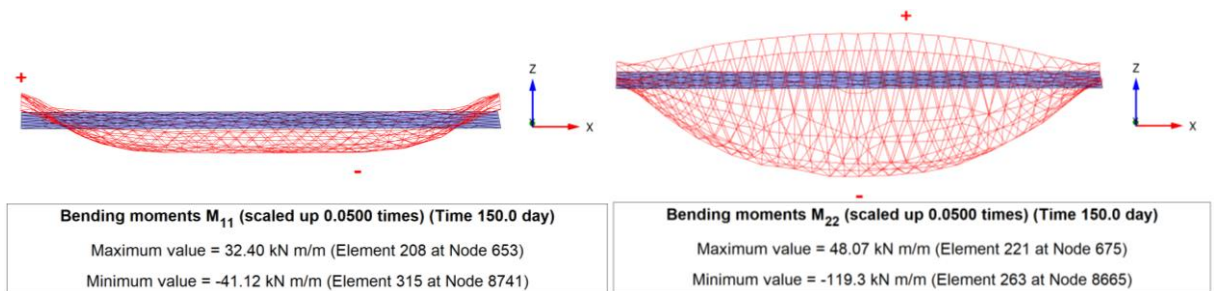 +
Z
X
-
Bending moments M11 (scaled up 0.0500 times) (Time 150.0 day)
Maximum value = 32.40 kN m/m (Element 208 at Node 653)
Minimum value = -41.12 kN m/m (Element 315 at Node 8741)
+
Z
X
-
Bending moments M22 (scaled up 0.0500 times) (Time 150.0 day)
Maximum value = 48.07 kN m/m (Element 221 at Node 675)
Minimum value = -119.3 kN m/m (Element 263 at Node 8665)